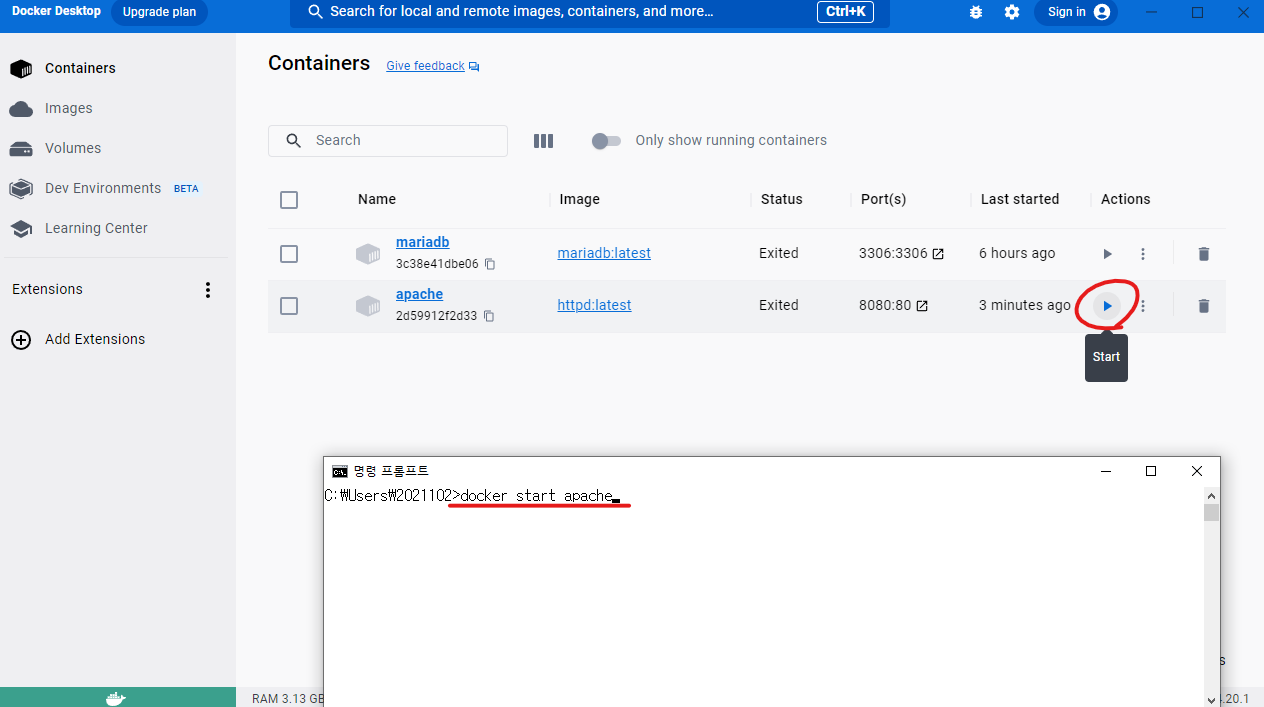 Docker Desktop Upgrade plan Search for local and remote images, containers, and more... Ctrl+K Sign in
Containers
Images
Volumes
Dev Environments BETA
Learning Center
Extensions
Add Extensions
Containers Give feedback
Search Only show running containers
Name Image Status Port(s) Last started Actions
mariadb
3c38e41dbe06
mariadb:latest Exited 3306:3306 6 hours ago
apache
2d59912f2d33
httpd:latest Exited 8080:80 3 minutes ago
Start
명령 프롬프트
C:₩Users₩2021102>docker start apache
RAM 3.13 GB
.20.1